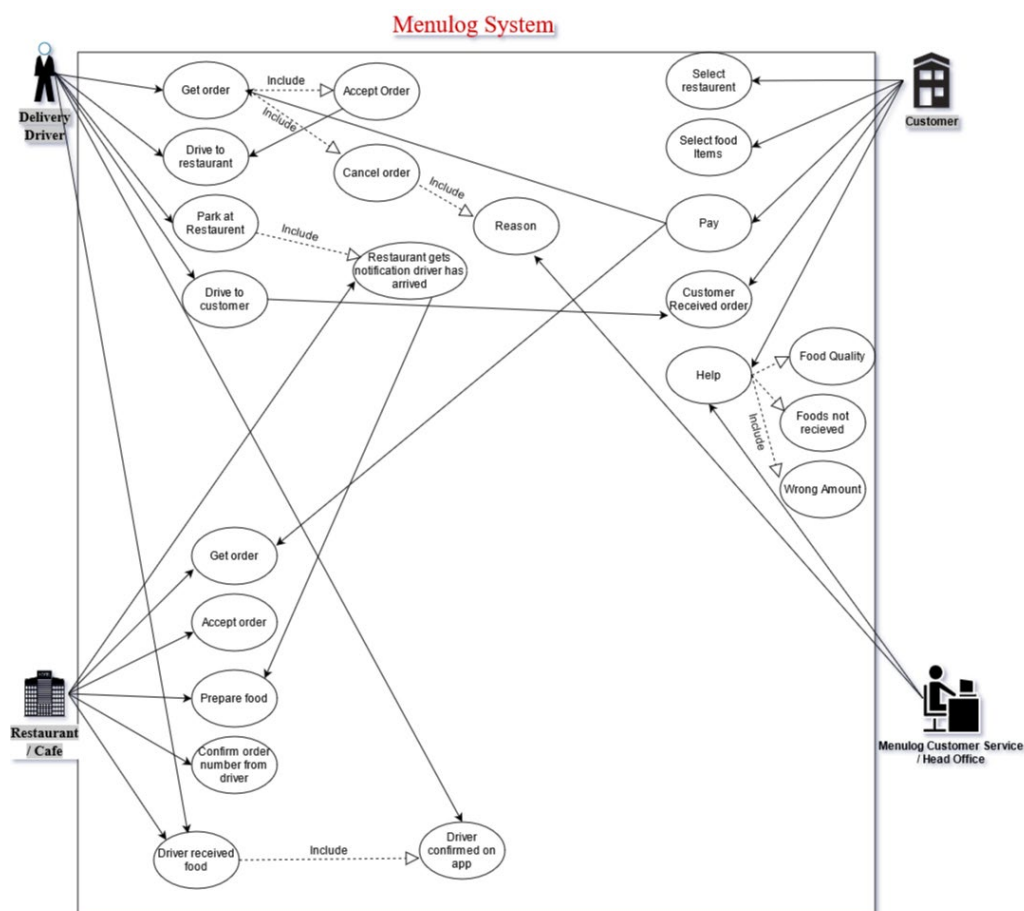 Menulog System
Delivery
Driver
Get order
Include
Accept Order
Include
Drive to
restaurant
Cancel order
Include
Park at
Restaurent
Include
Reason
Restaurant gets
notification driver has
arrived
Drive to
customer
Select
restaurent
Customer
Select food
Items
Pay
Customer
Received order
Help
Food Quality
Foods not
recieved
Include
Wrong Amount
Get order
Accept order
Prepare food
Confirm order
number from
driver
Restaurant
/ Cafe
Driver received
food
Include
Driver
confirmed on
app
Menulog Customer Service
/ Head Office